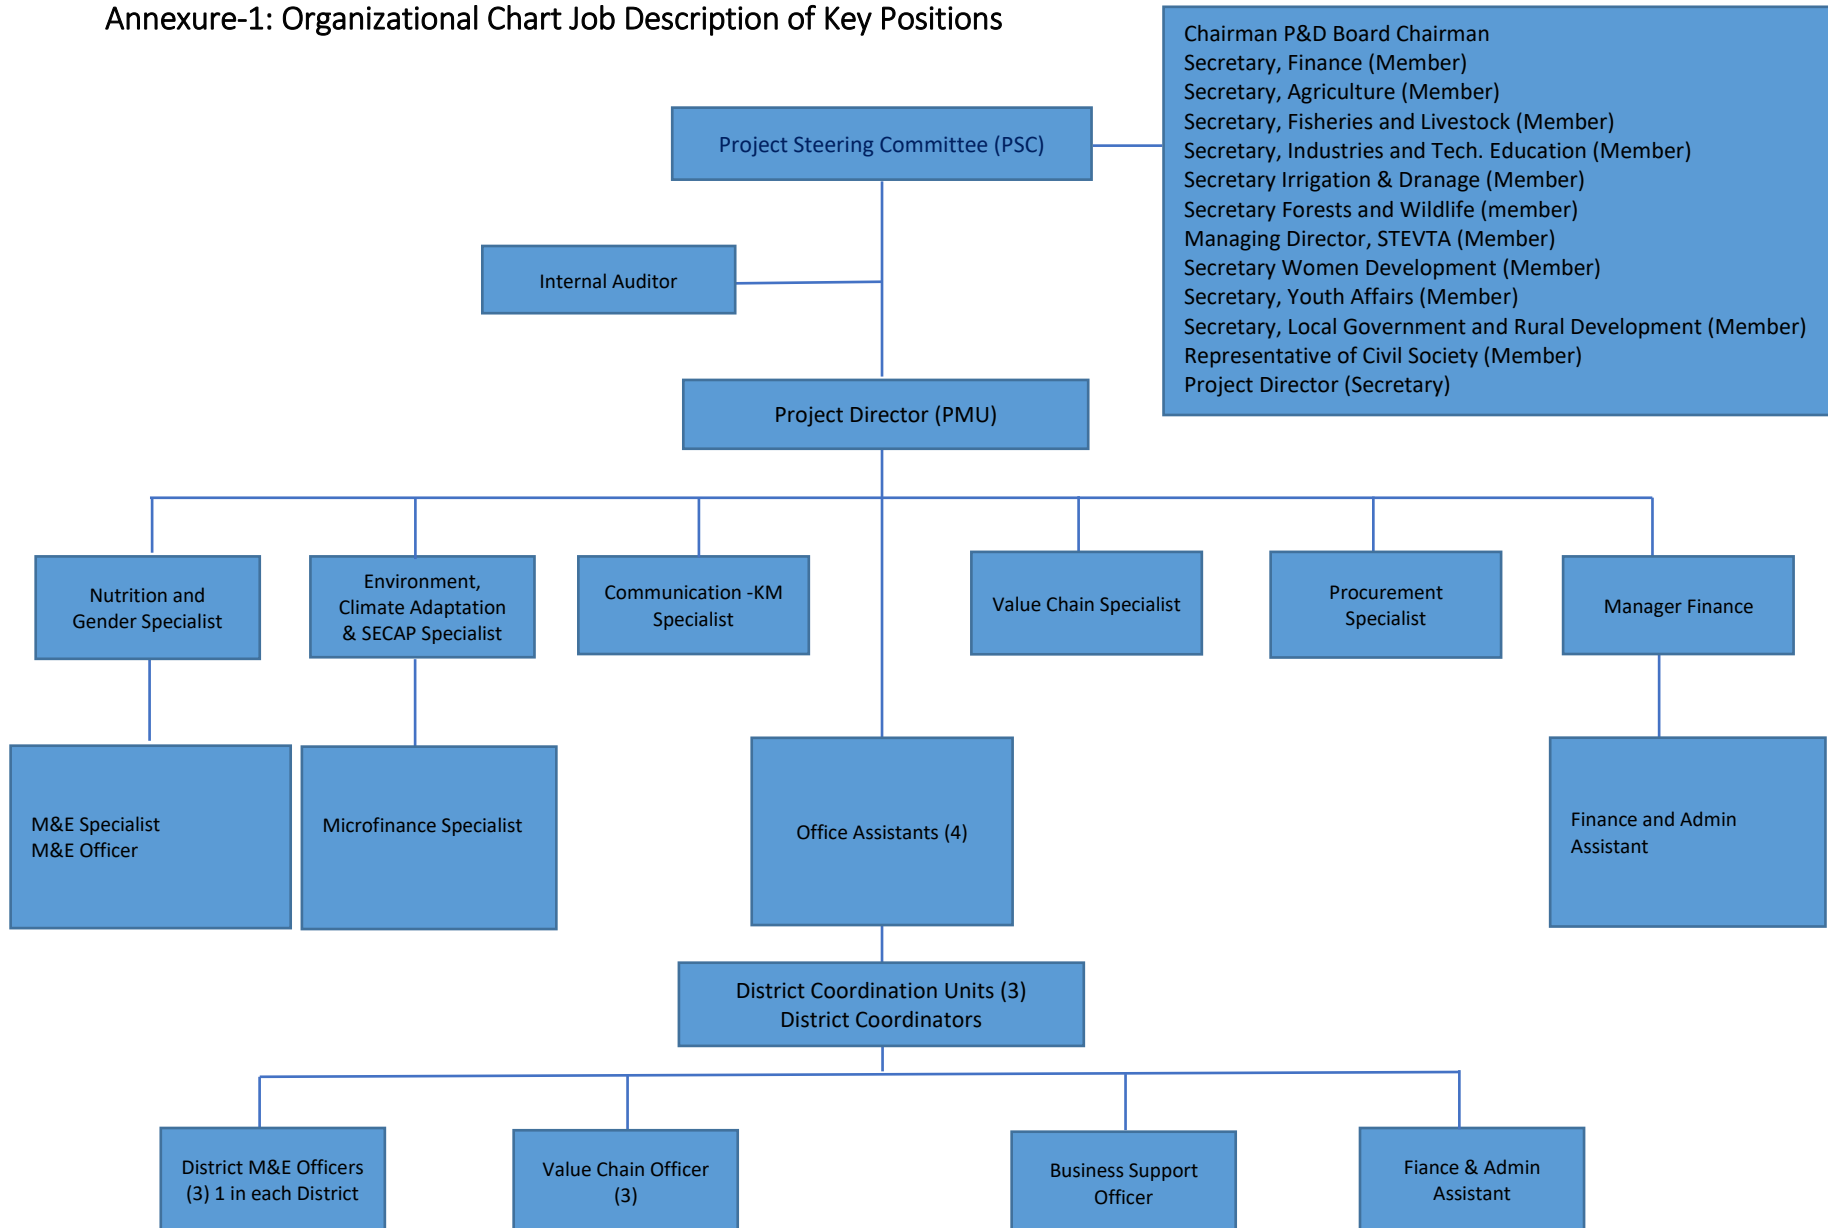 Annexure-1: Organizational Chart Job Description of Key Positions
Chairman P&D Board Chairman
Secretary, Finance (Member)
Secretary, Agriculture (Member)
Secretary, Fisheries and Livestock (Member)
Secretary, Industries and Tech. Education (Member)
Secretary Irrigation & Dranage (Member)
Secretary Forests and Wildlife (member)
Managing Director, STEVTA (Member)
Secretary Women Development (Member)
Secretary, Youth Affairs (Member)
Secretary, Local Government and Rural Development (Member)
Representative of Civil Society (Member)
Project Director (Secretary)
Project Steering Committee (PSC)
Internal Auditor
Project Director (PMU)
Nutrition and
Gender Specialist
Environment,
Climate Adaptation
& SECAP Specialist
Communication -KM
Specialist
Value Chain Specialist
Procurement
Specialist
Manager Finance
M&E Specialist
M&E Officer
Microfinance Specialist
Office Assistants (4)
Finance and Admin
Assistant
District Coordination Units (3)
District Coordinators
District M&E Officers
(3) 1 in each District
Value Chain Officer
(3)
Business Support
Officer
Fiance & Admin
Assistant